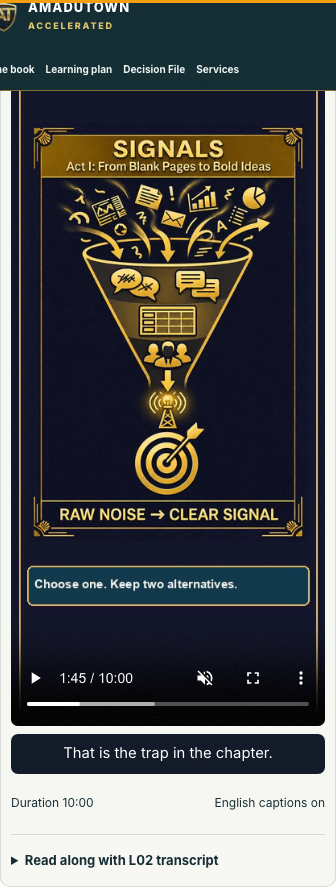 AMADUTOWN
ACCELERATED
e book Learning plan Decision File Services
SIGNALS
Act I: From Blank Pages to Bold Ideas
A
RAW NOISE → CLEAR SIGNAL
Choose one. Keep two alternatives.
1:45 / 10:00
That is the trap in the chapter.
Duration 10:00 English captions on
Read along with L02 transcript